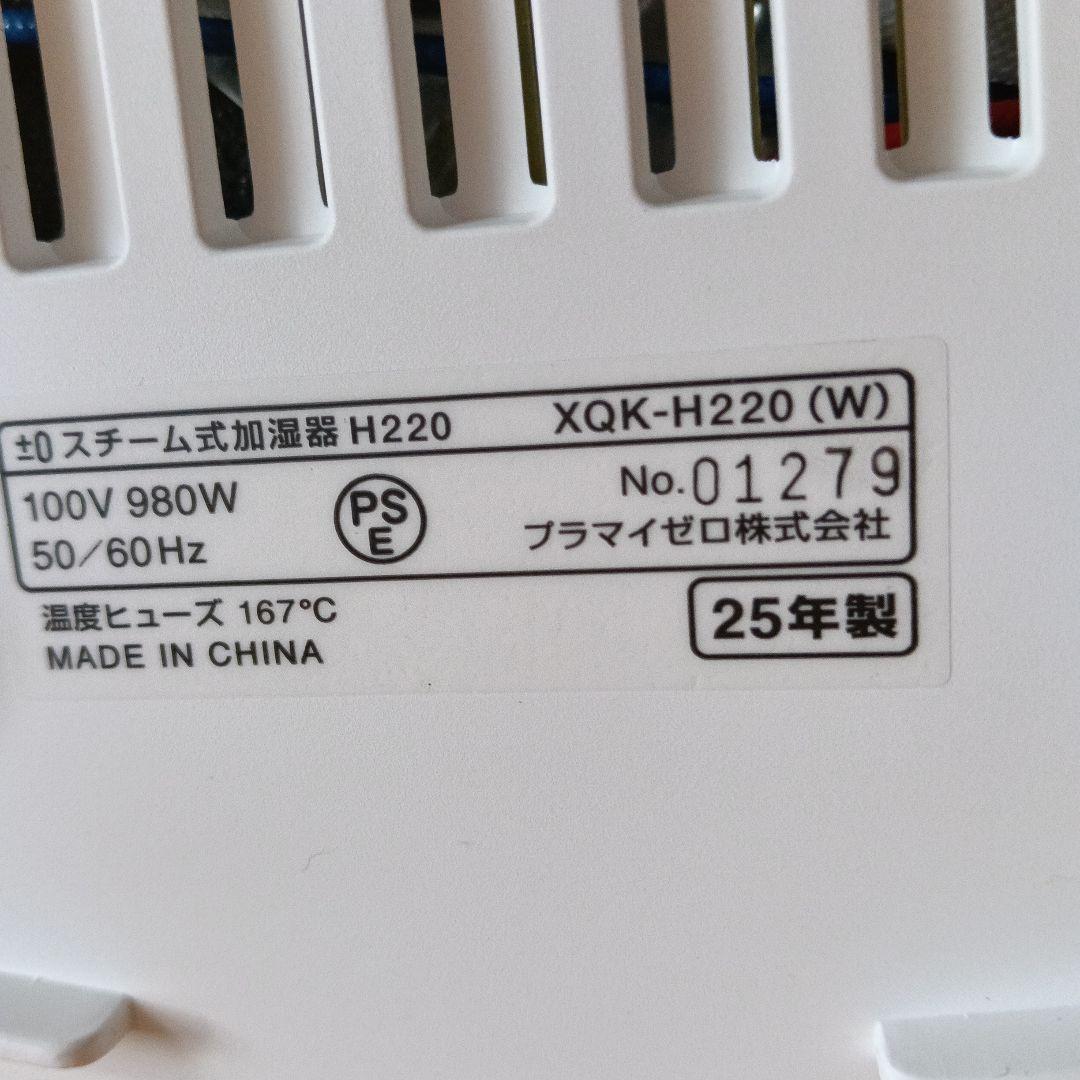 ±0 スチーム式加湿器 H220 XQK-H220 (W)
100V 980W
50/60Hz
PS
E
No. 01279
プラマイゼロ株式会社
温度ヒューズ 167℃
MADE IN CHINA
25年製